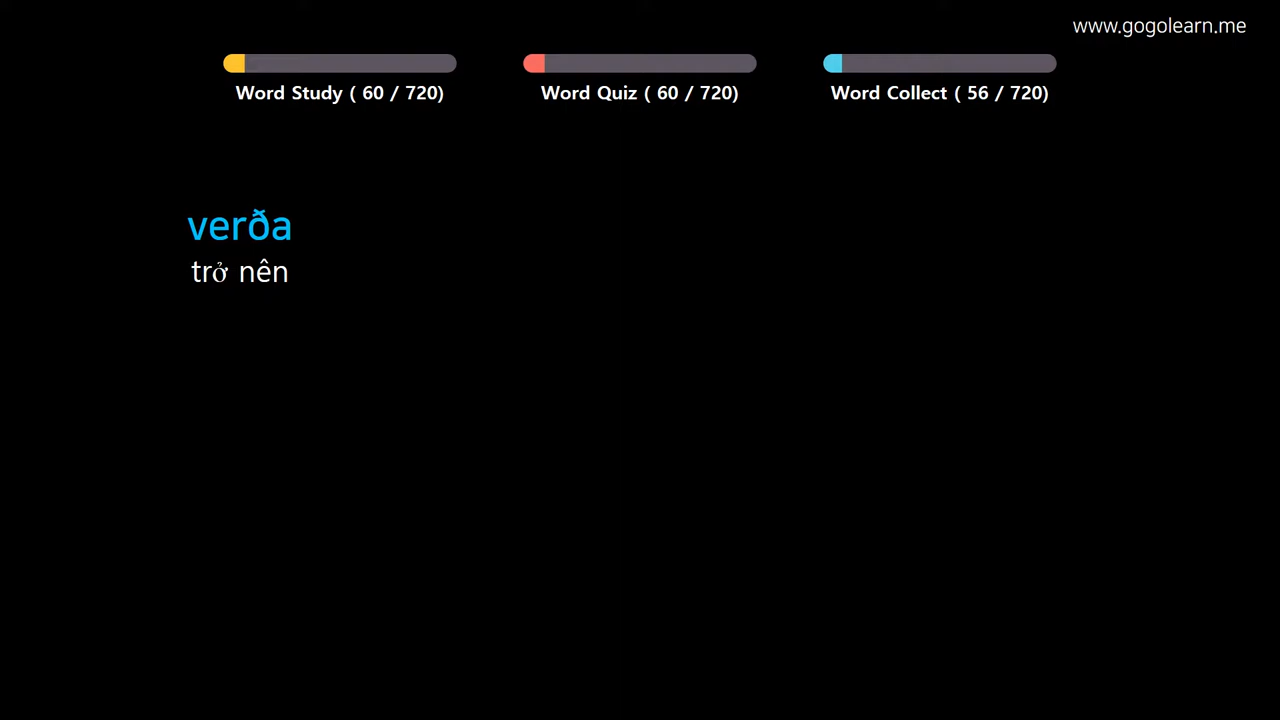 www.gogolearn.me
Word Study ( 60 / 720)
Word Quiz ( 60 / 720)
Word Collect ( 56 / 720)
verða
trở nên